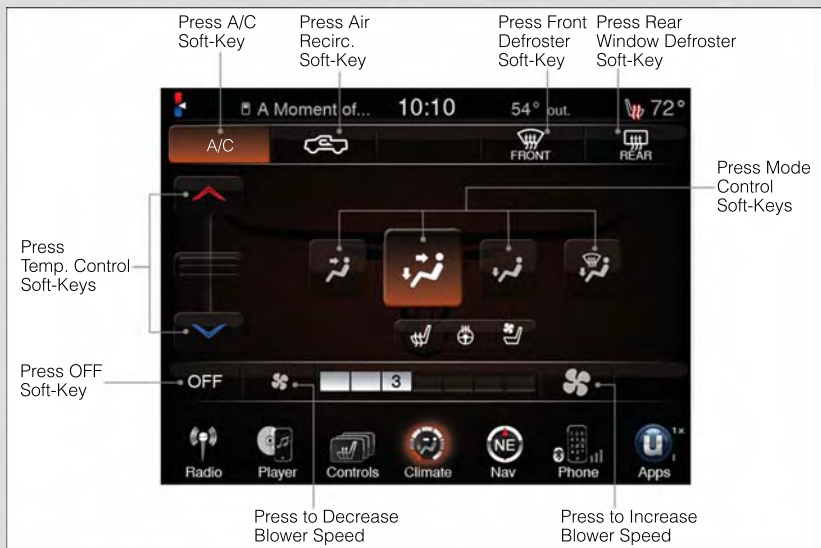 Press A/C
Soft-Key
Press Air
Recirc.
Soft-Key
Press Front
Defroster
Soft-Key
Press Rear
Window Defroster
Soft-Key
A Moment of... 10:10 54° out. 72°
A/C
FRONT
REAR
Press Mode
Control
Soft-Keys
Press
Temp. Control
Soft-Keys
Press OFF
Soft-Key
OFF
3
NE
U
1X
Radio Player Controls Climate Nav Phone Apps
Press to Decrease
Blower Speed
Press to Increase
Blower Speed